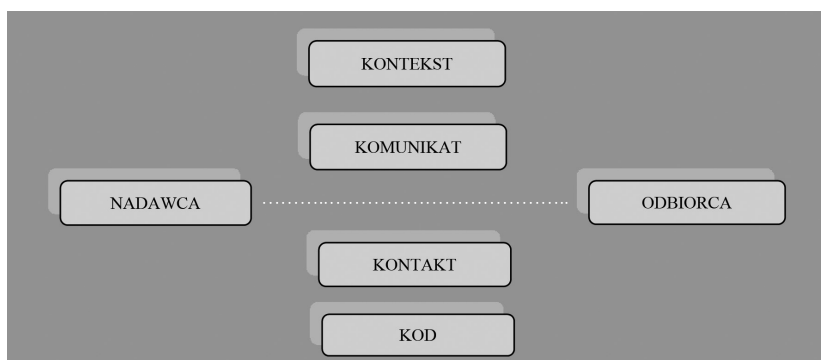 KONTEKST
KOMUNIKAT
NADAWCA
ODBIORCA
KONTAKT
KOD